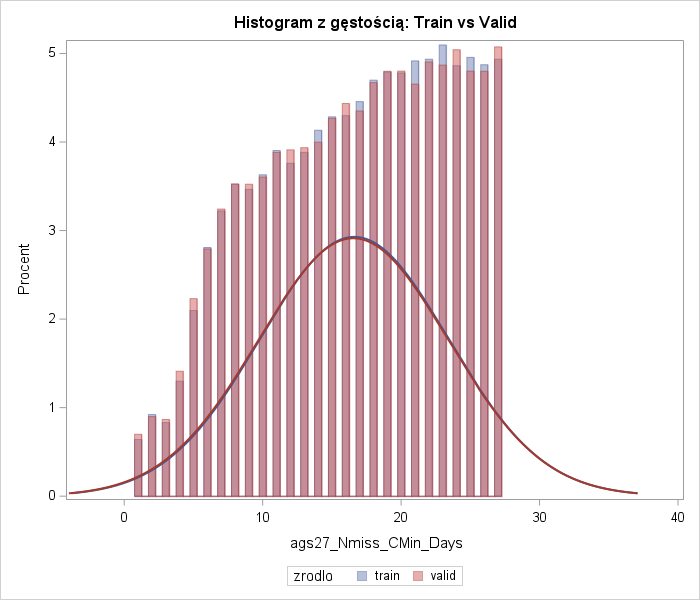 Histogram z gęstością: Train vs Valid
Procent
5
4
3
2
1
0
0 10 20 30 40
ags27_Nmiss_CMin_Days
zrodlo train valid